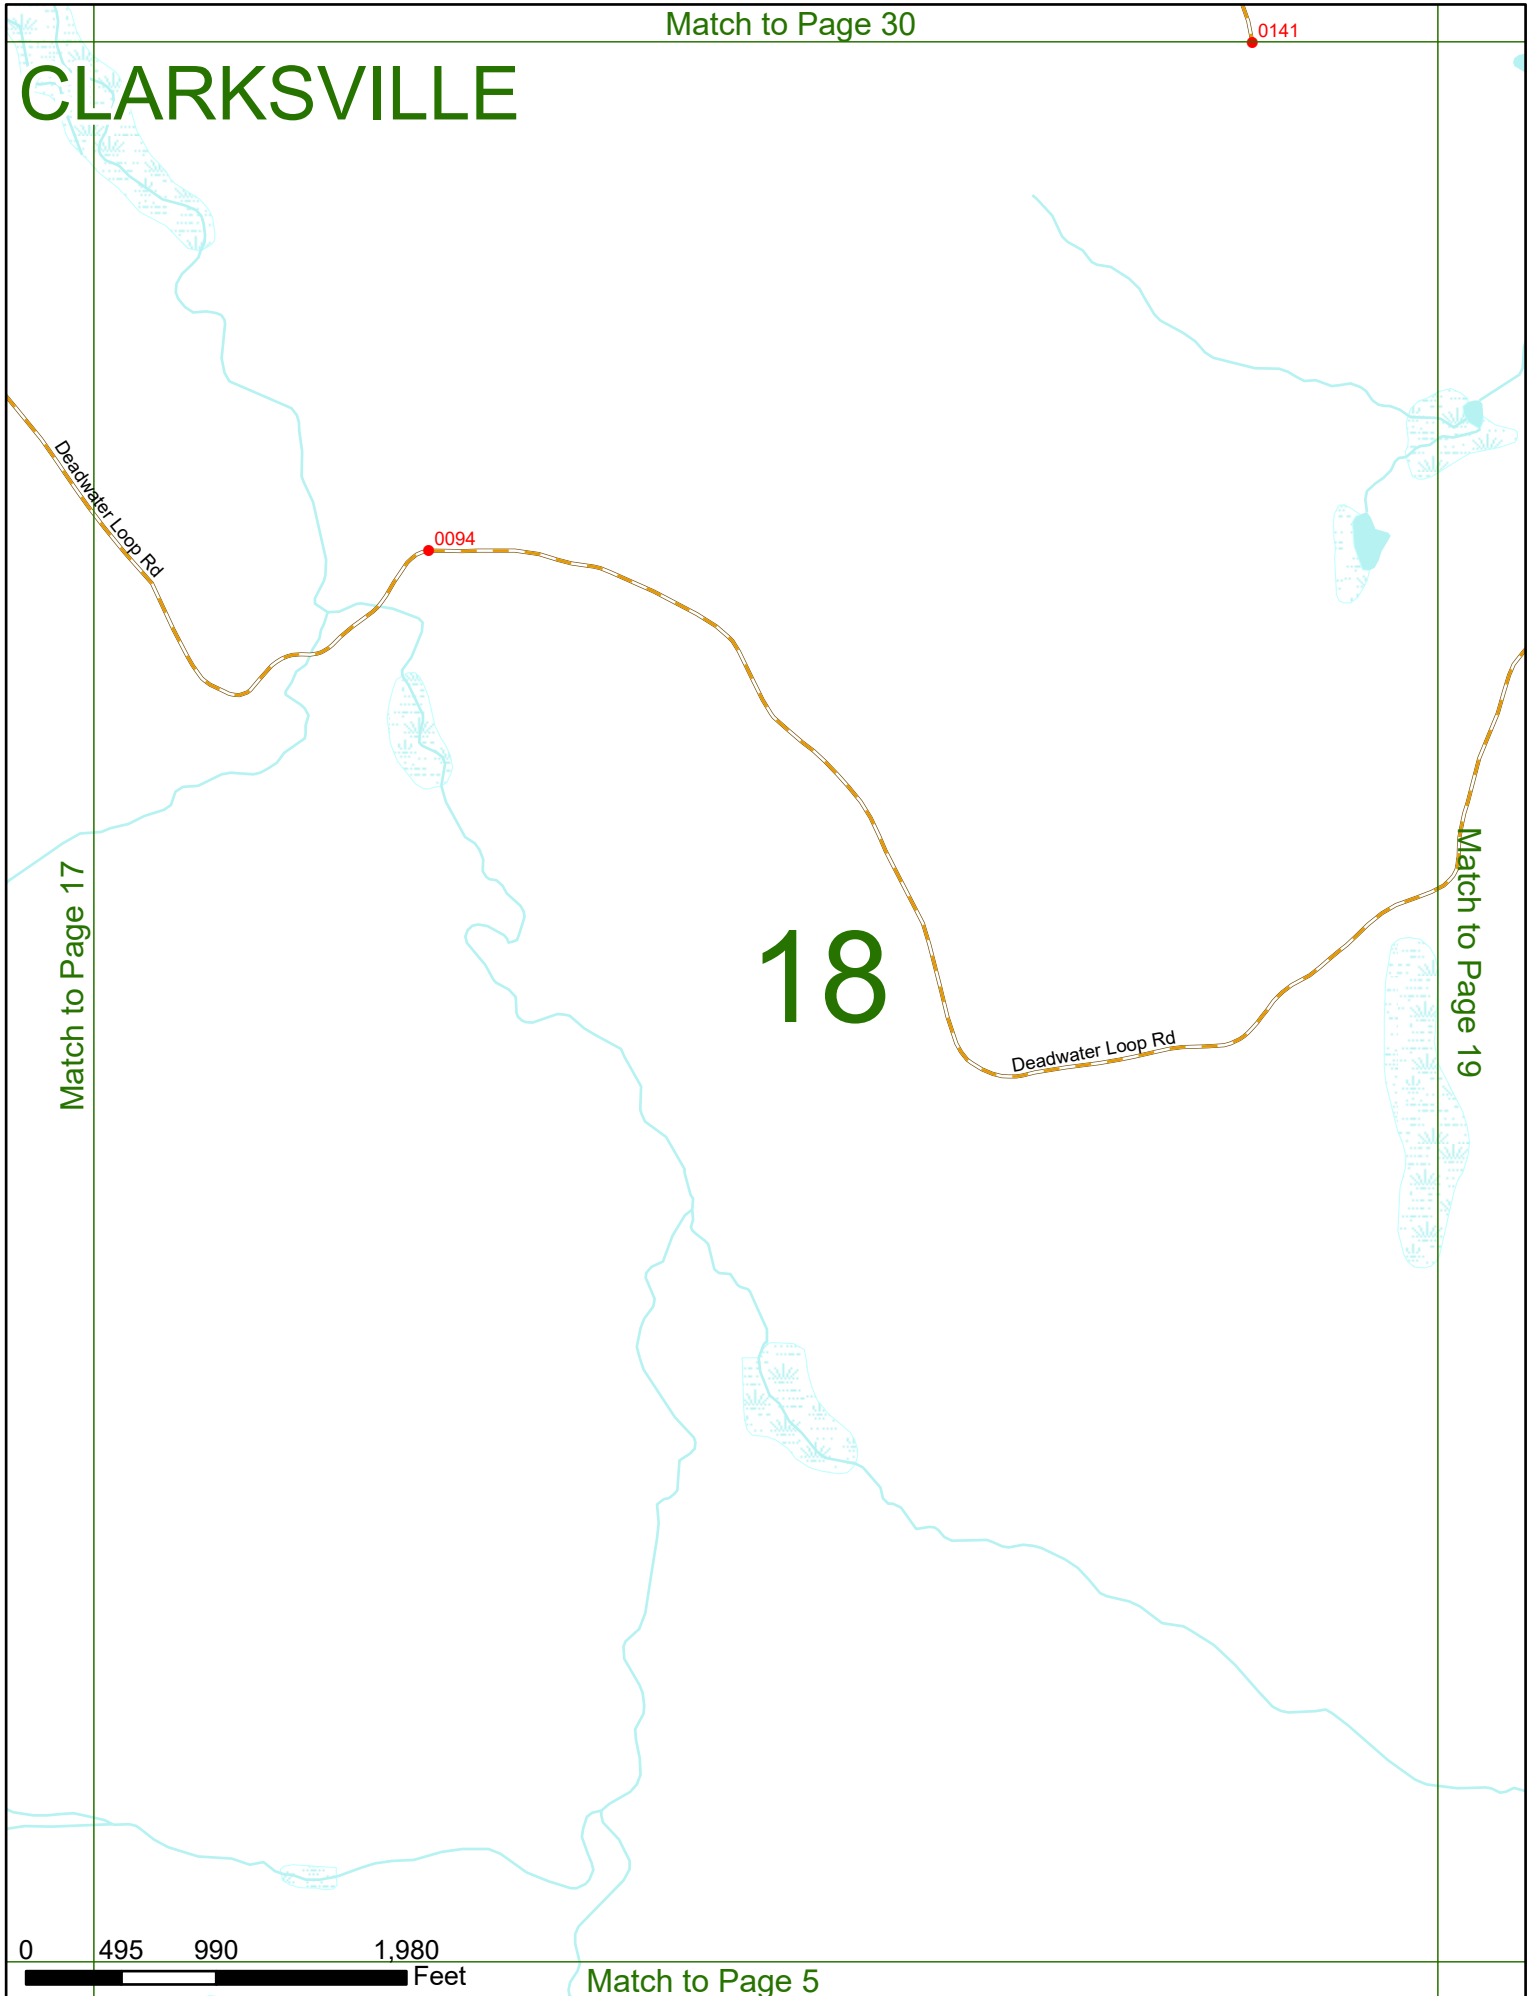 Match to Page 30
0141
CLARKSVILLE
Deadwater Loop Rd
0094
Match to Page 17
Match to Page 19
18
Deadwater Loop Rd
0 495 990 1,980
Feet
Match to Page 5